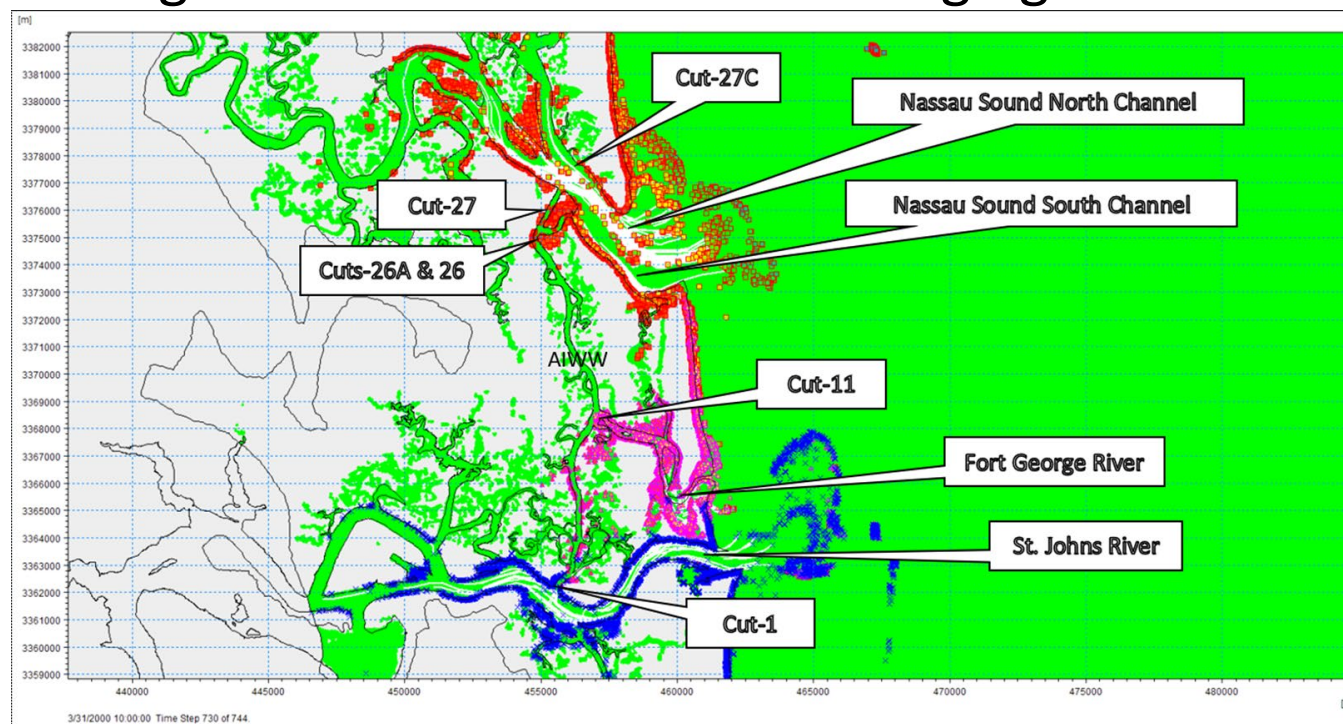 [m]
3382000
3381000
3380000
3379000
3378000
3377000
3376000
3375000
3374000
3373000
3372000
3371000
3370000
3369000
3368000
3367000
3366000
3365000
3364000
3363000
3362000
3361000
3360000
3359000
Cut-27C
Nassau Sound North Channel
Cut-27
Nassau Sound South Channel
Cuts-26A & 26
AIWW
Cut-11
Fort George River
St. Johns River
Cut-1
440000 445000 450000 455000 460000 465000 470000 475000 480000
3/31/2000 10:00:00 Time Step 730 of 744.